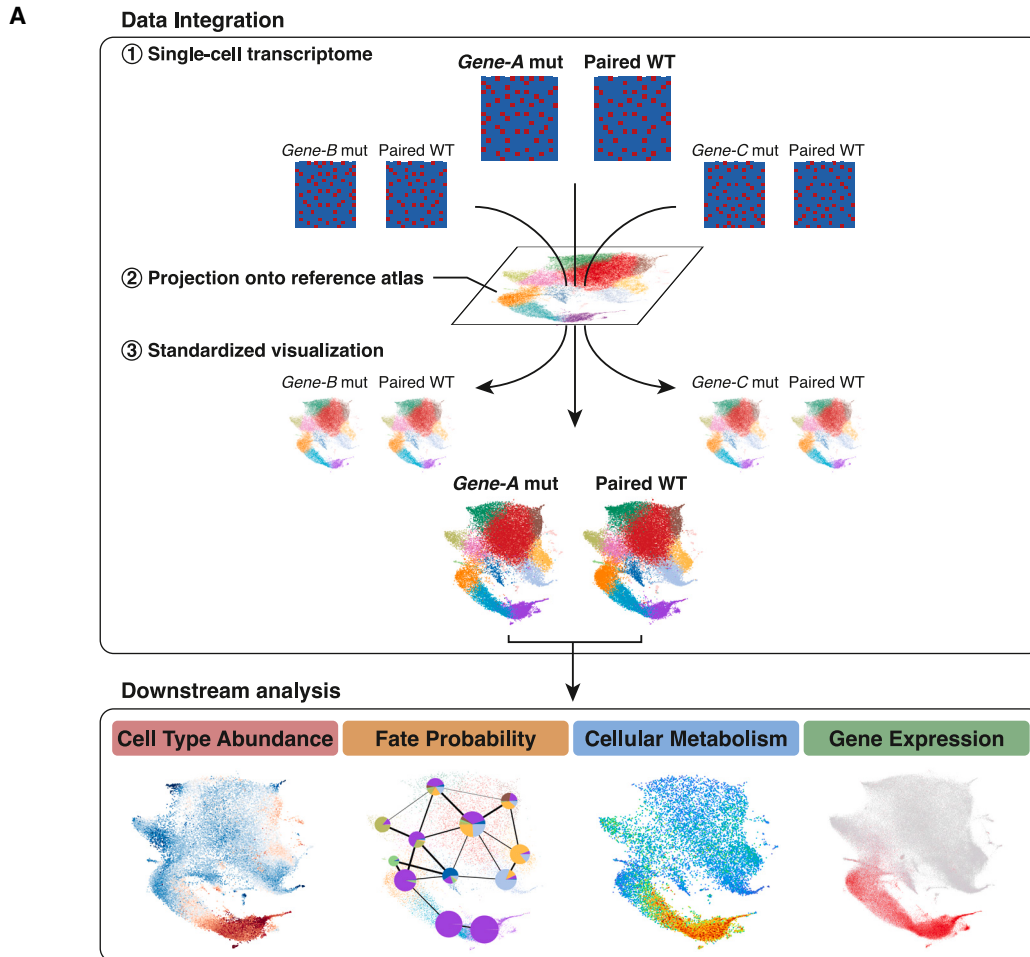 A
Data Integration
① Single-cell transcriptome
Gene-A mut Paired WT
Gene-B mut Paired WT
Gene-C mut Paired WT
② Projection onto reference atlas
③ Standardized visualization
Gene-B mut Paired WT
Gene-C mut Paired WT
Gene-A mut Paired WT
Downstream analysis
Cell Type Abundance
Fate Probability
Cellular Metabolism
Gene Expression